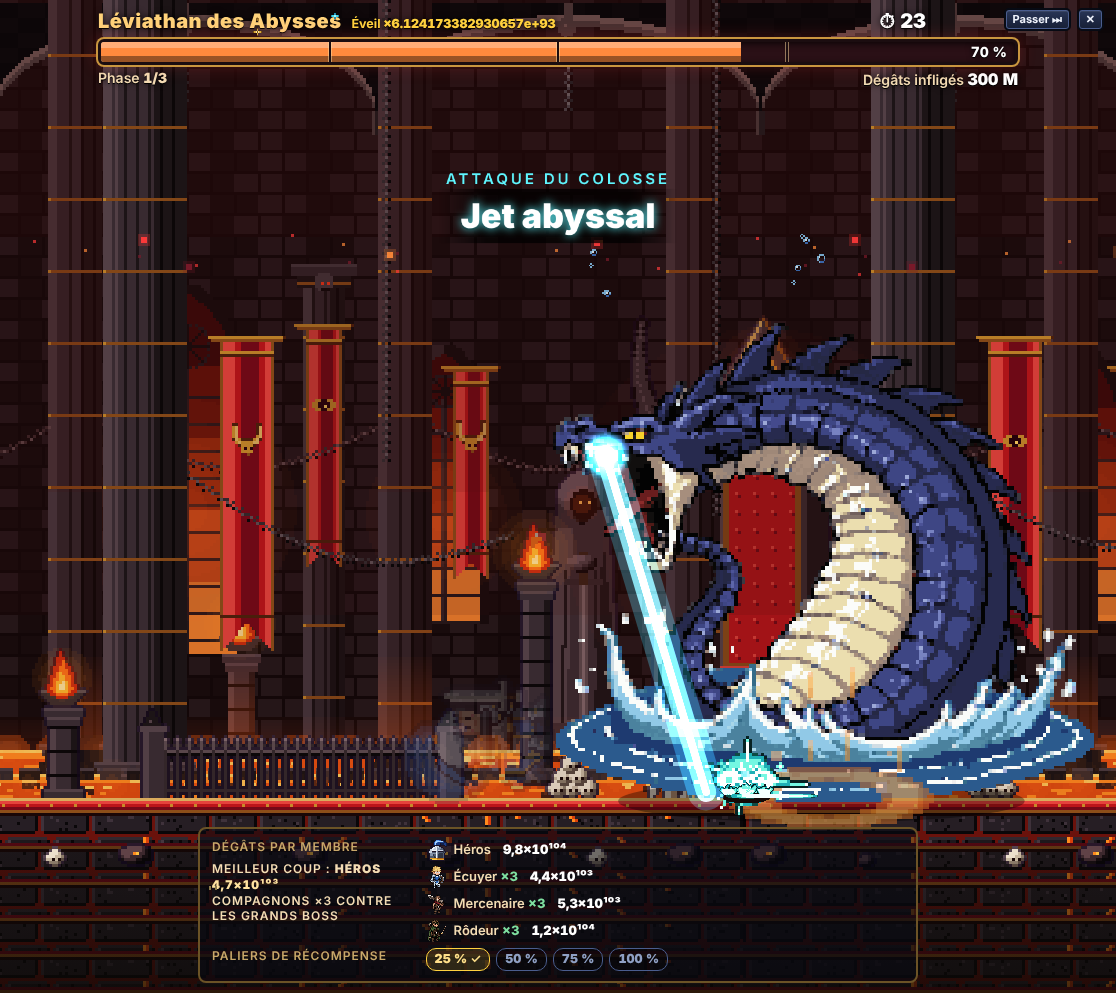 Léviathan des Abysses Éveil ×6.124173382930657e+93 ⏱ 23 Passer ⏭ ✕
70 %
Phase 1/3 Dégâts infligés 300 M
ATTAQUE DU COLOSSE
Jet abyssal
DÉGÂTS PAR MEMBRE
MEILLEUR COUP : HÉROS
4,7×10¹⁰³
COMPAGNONS ×3 CONTRE
LES GRANDS BOSS
Héros 9,8×10¹⁰⁴
Écuyer ×3 4,4×10¹⁰³
Mercenaire ×3 5,3×10¹⁰³
Rôdeur ×3 1,2×10¹⁰⁴
PALIERS DE RÉCOMPENSE 25 % ✓ 50 % 75 % 100 %